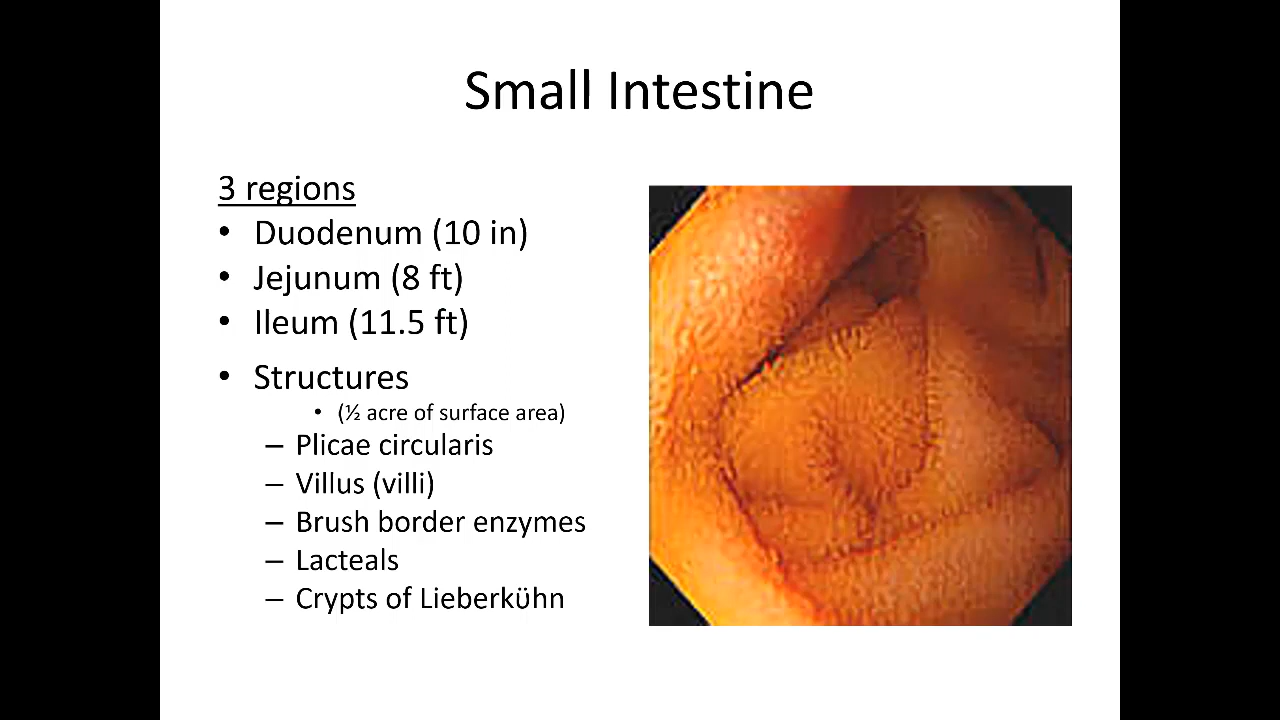 Small Intestine
3 regions
• Duodenum (10 in)
• Jejunum (8 ft)
• Ileum (11.5 ft)
• Structures
• (½ acre of surface area)
– Plicae circularis
– Villus (villi)
– Brush border enzymes
– Lacteals
– Crypts of Lieberkühn